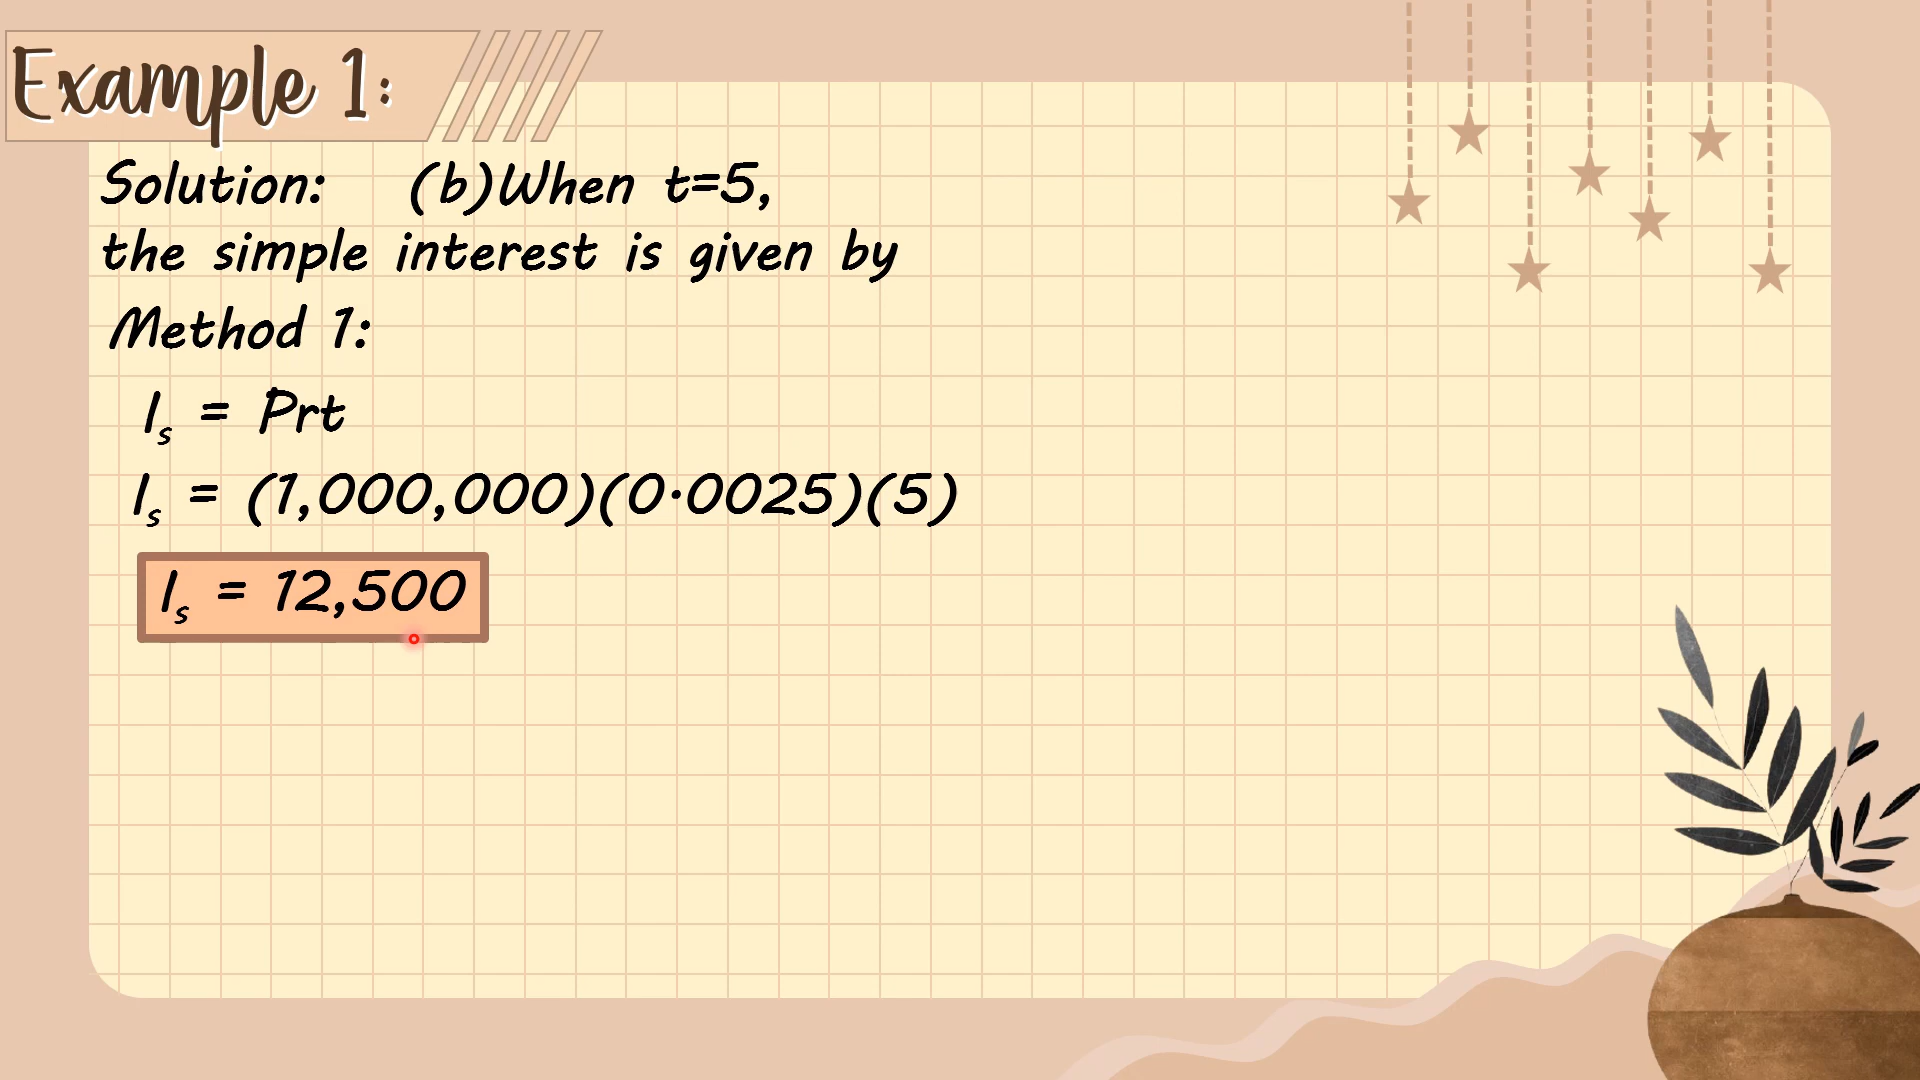 Example 1:
Solution: (b)When t=5,
the simple interest is given by
Method 1:
Is = Prt
Is = (1,000,000)(0.0025)(5)
Is = 12,500